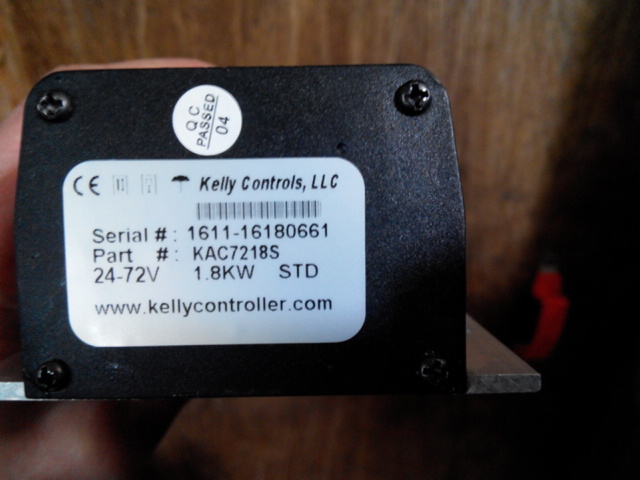 QC
PASSED
04
CE Kelly Controls, LLC
Serial # : 1611-16180661
Part # : KAC7218S
24-72V 1.8KW STD
www.kellycontroller.com